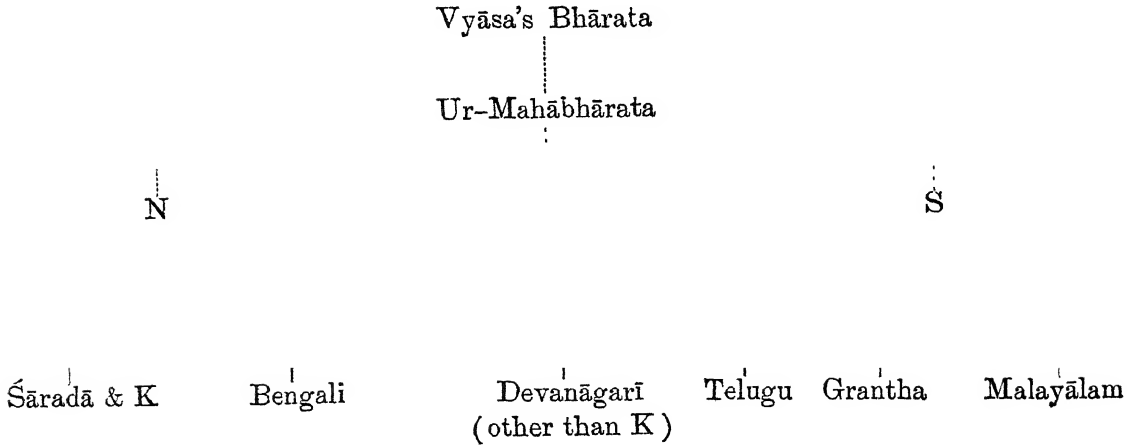 Vyāsa's Bhārata
Ur-Mahābhārata
N S
Śāradā & K Bengali Devanāgarī Telugu Grantha Malayālam
(other than K)